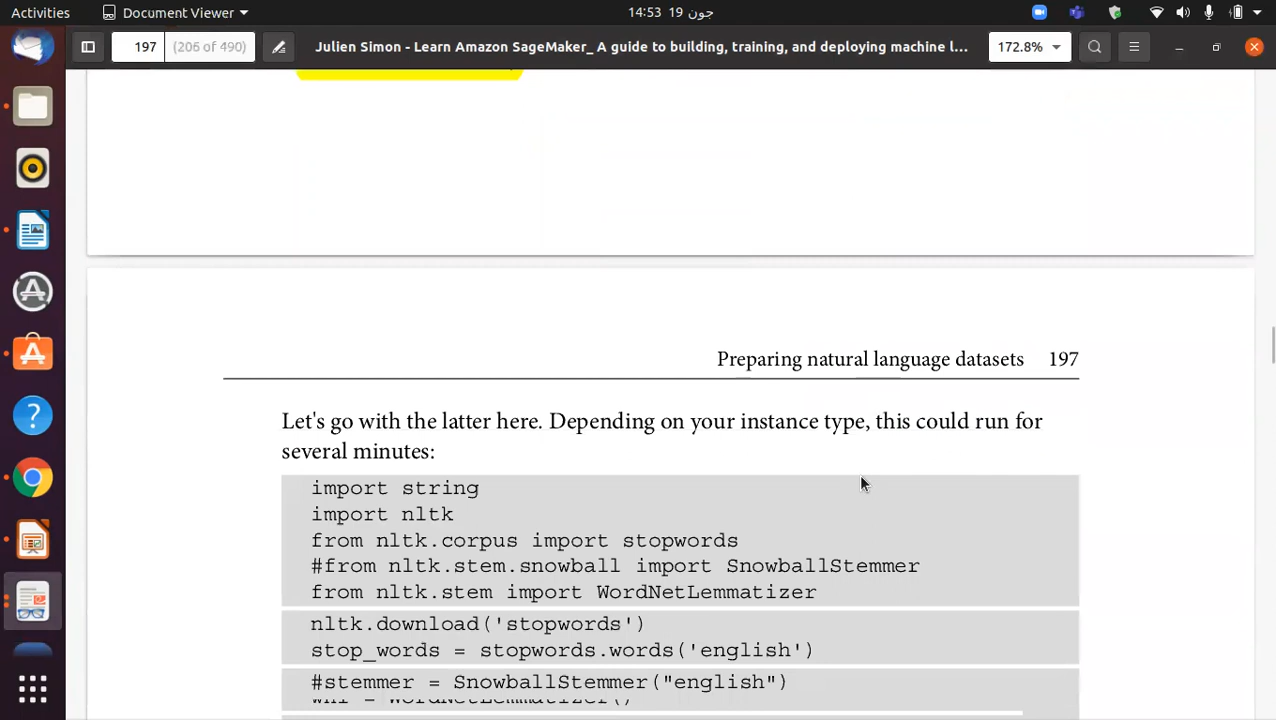 Activities
Document Viewer
14:53 19 جون
197
(206 of 490)
Julien Simon - Learn Amazon SageMaker_ A guide to building, training, and deploying machine l...
172.8%
Preparing natural language datasets 197
Let's go with the latter here. Depending on your instance type, this could run for
several minutes:
import string
import nltk
from nltk.corpus import stopwords
#from nltk.stem.snowball import SnowballStemmer
from nltk.stem import WordNetLemmatizer
nltk.download('stopwords')
stop_words = stopwords.words('english')
#stemmer = SnowballStemmer("english")